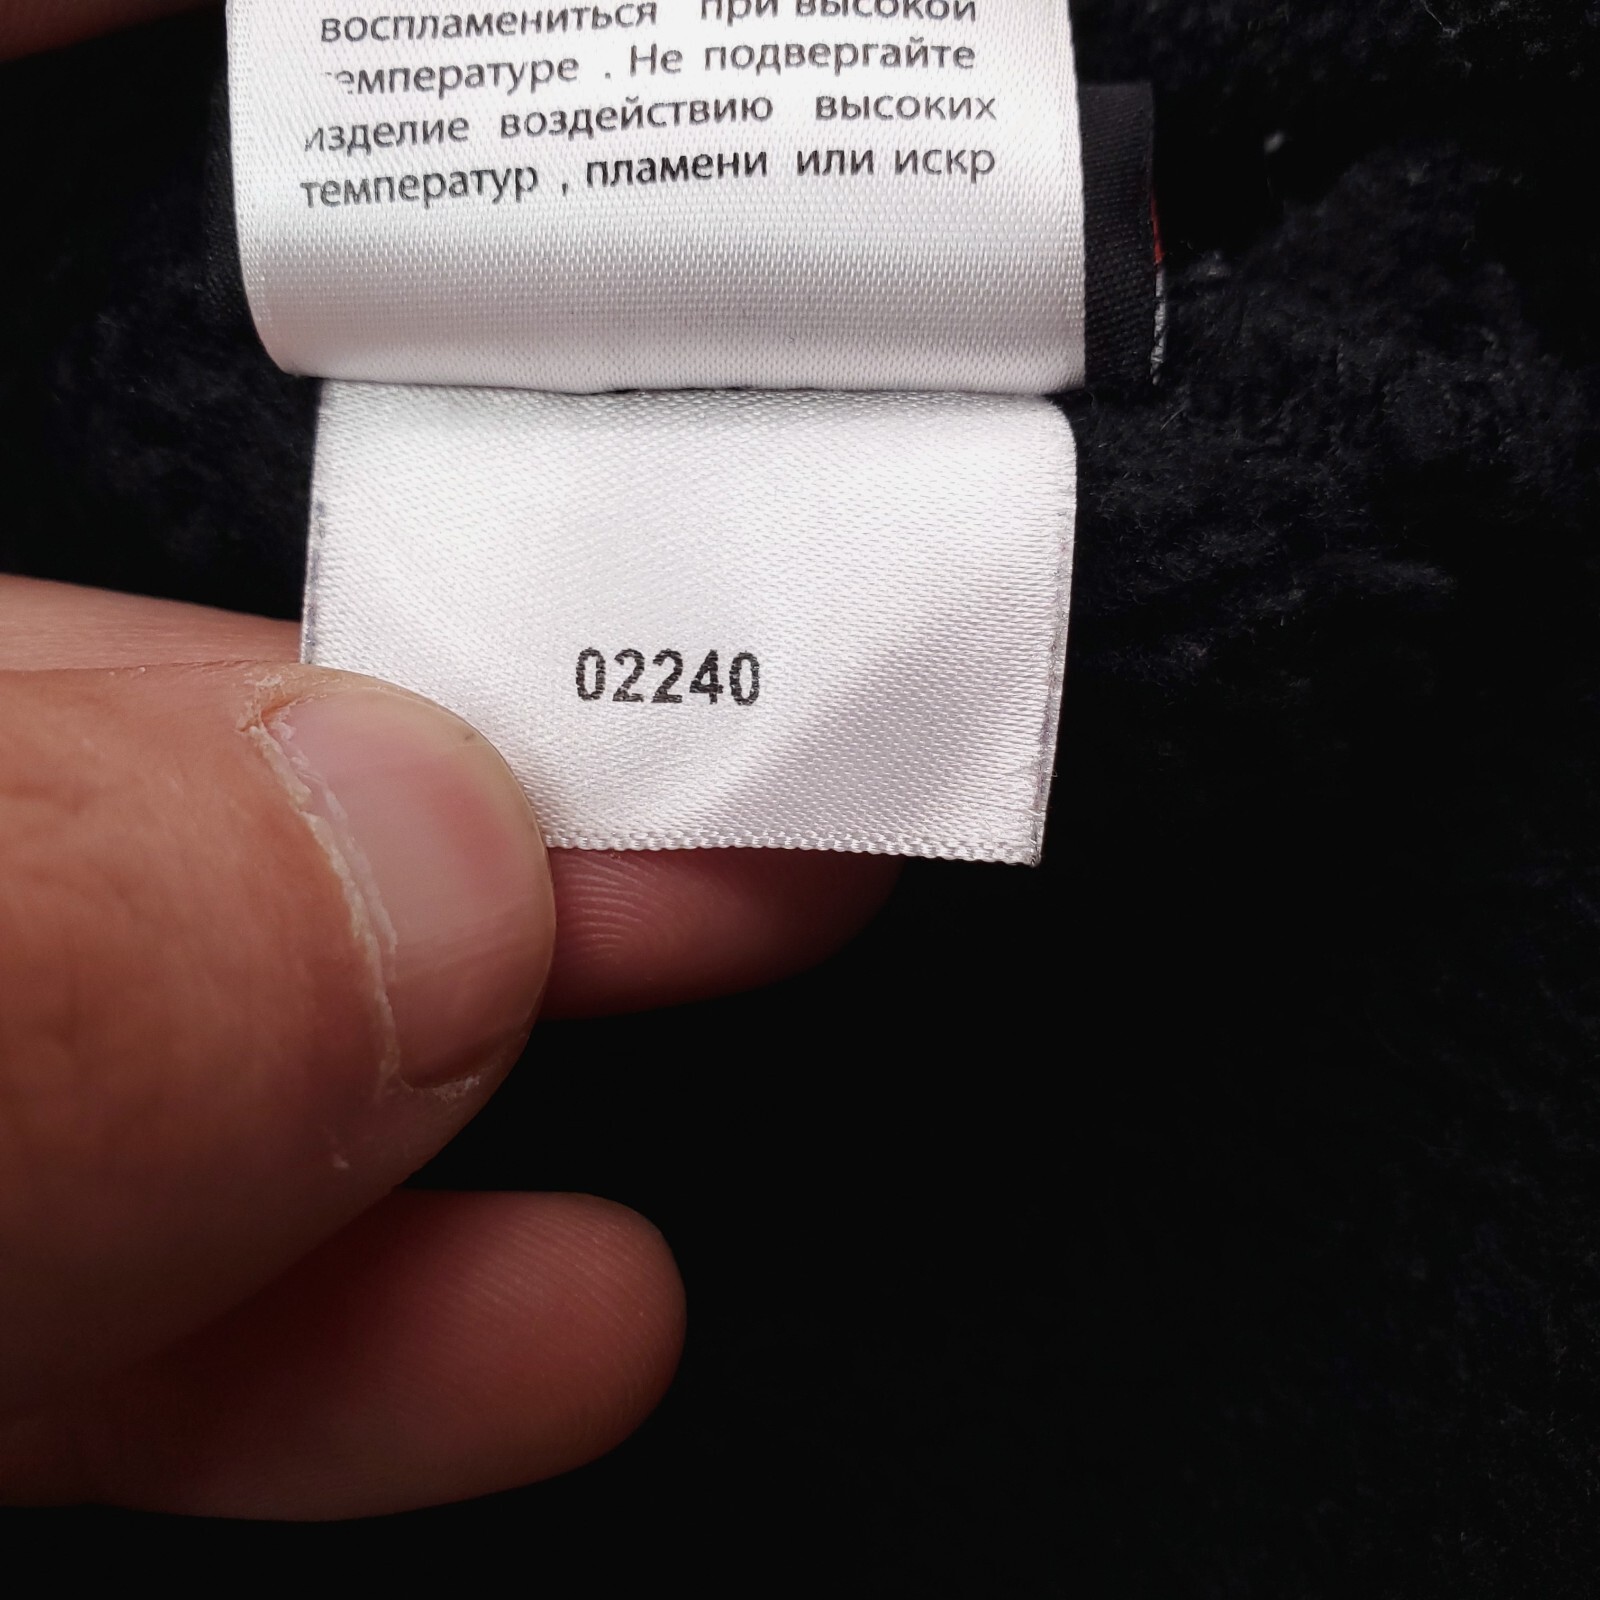 воспламениться при высокой
температуре . Не подвергайте
изделие воздействию высоких
температур , пламени или искр
02240